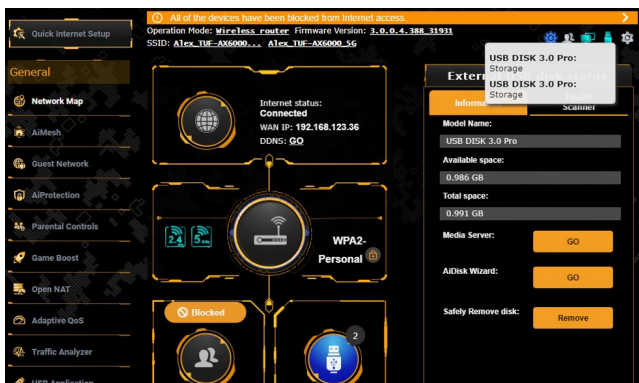 All of the devices have been blocked from Internet access.
Quick Internet Setup
Operation Mode: Wireless router Firmware Version: 3.0.0.4.388_31931
SSID: Alex_TUF-AX6000... Alex_TUF-AX6000_5G
General
Network Map
AiMesh
Guest Network
AiProtection
Parental Controls
Game Boost
Open NAT
Adaptive QoS
Traffic Analyzer
USB Application
Internet status:
Connected
WAN IP: 192.168.123.36
DDNS: GO
2.4
5
WPA2-
Personal
Blocked
2
USB DISK 3.0 Pro:
Storage
USB DISK 3.0 Pro:
Storage
Scanner
Model Name:
USB DISK 3.0 Pro
Available space:
0.986 GB
Total space:
0.991 GB
Media Server:
GO
AiDisk Wizard:
GO
Safely Remove disk:
Remove